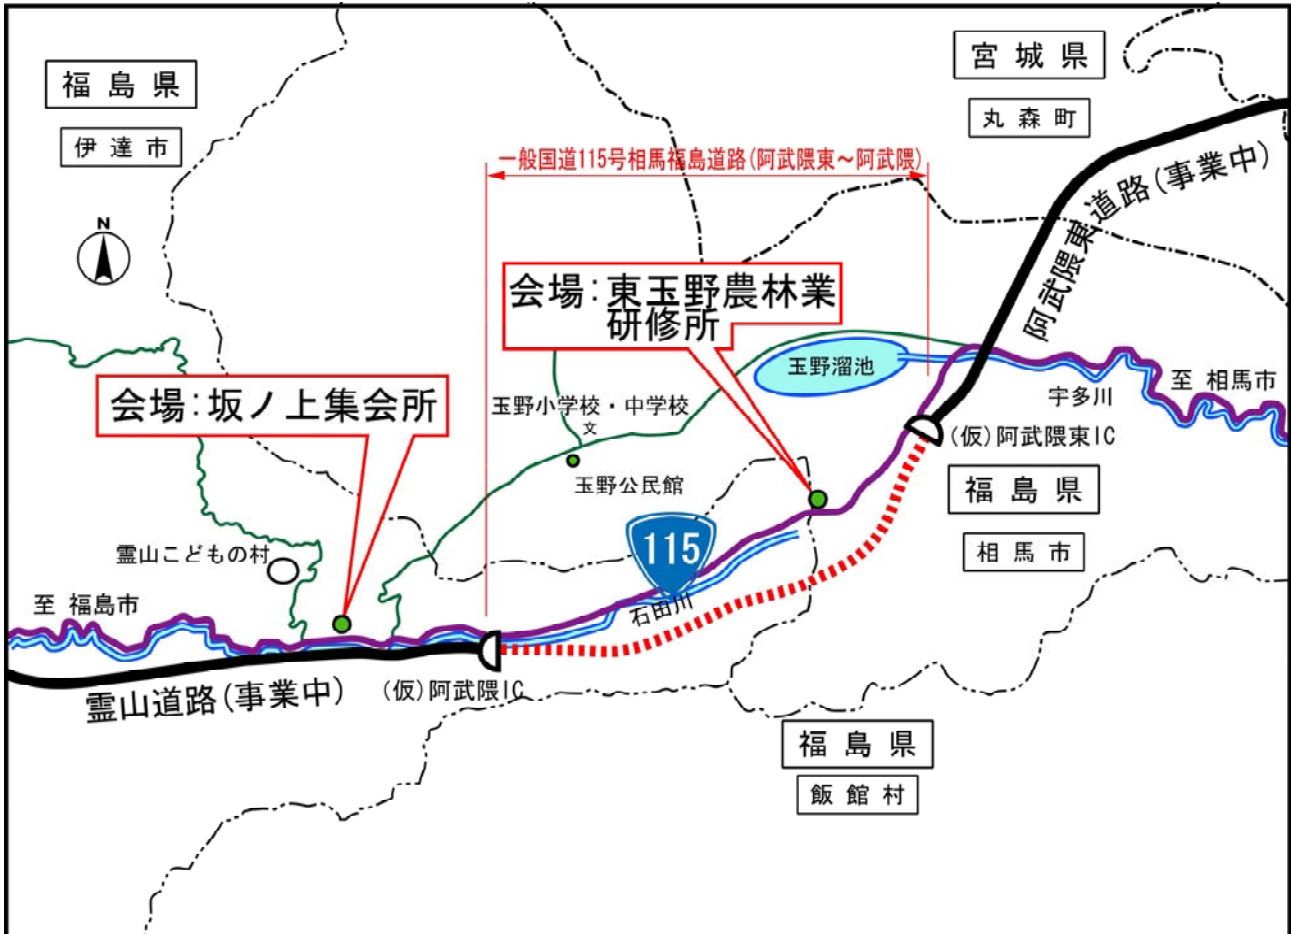 福島県
伊達市
宮城県
丸森町
一般国道115号相馬福島道路(阿武隈東～阿武隈)
N
阿武隈東道路(事業中)
会場:東玉野農林業
研修所
玉野溜池
会場:坂ノ上集会所
玉野小学校・中学校
文
宇多川
至 相馬市
(仮)阿武隈東IC
玉野公民館
福島県
相馬市
115
霊山こどもの村
至 福島市
石田川
霊山道路(事業中)
(仮)阿武隈IC
福島県
飯館村